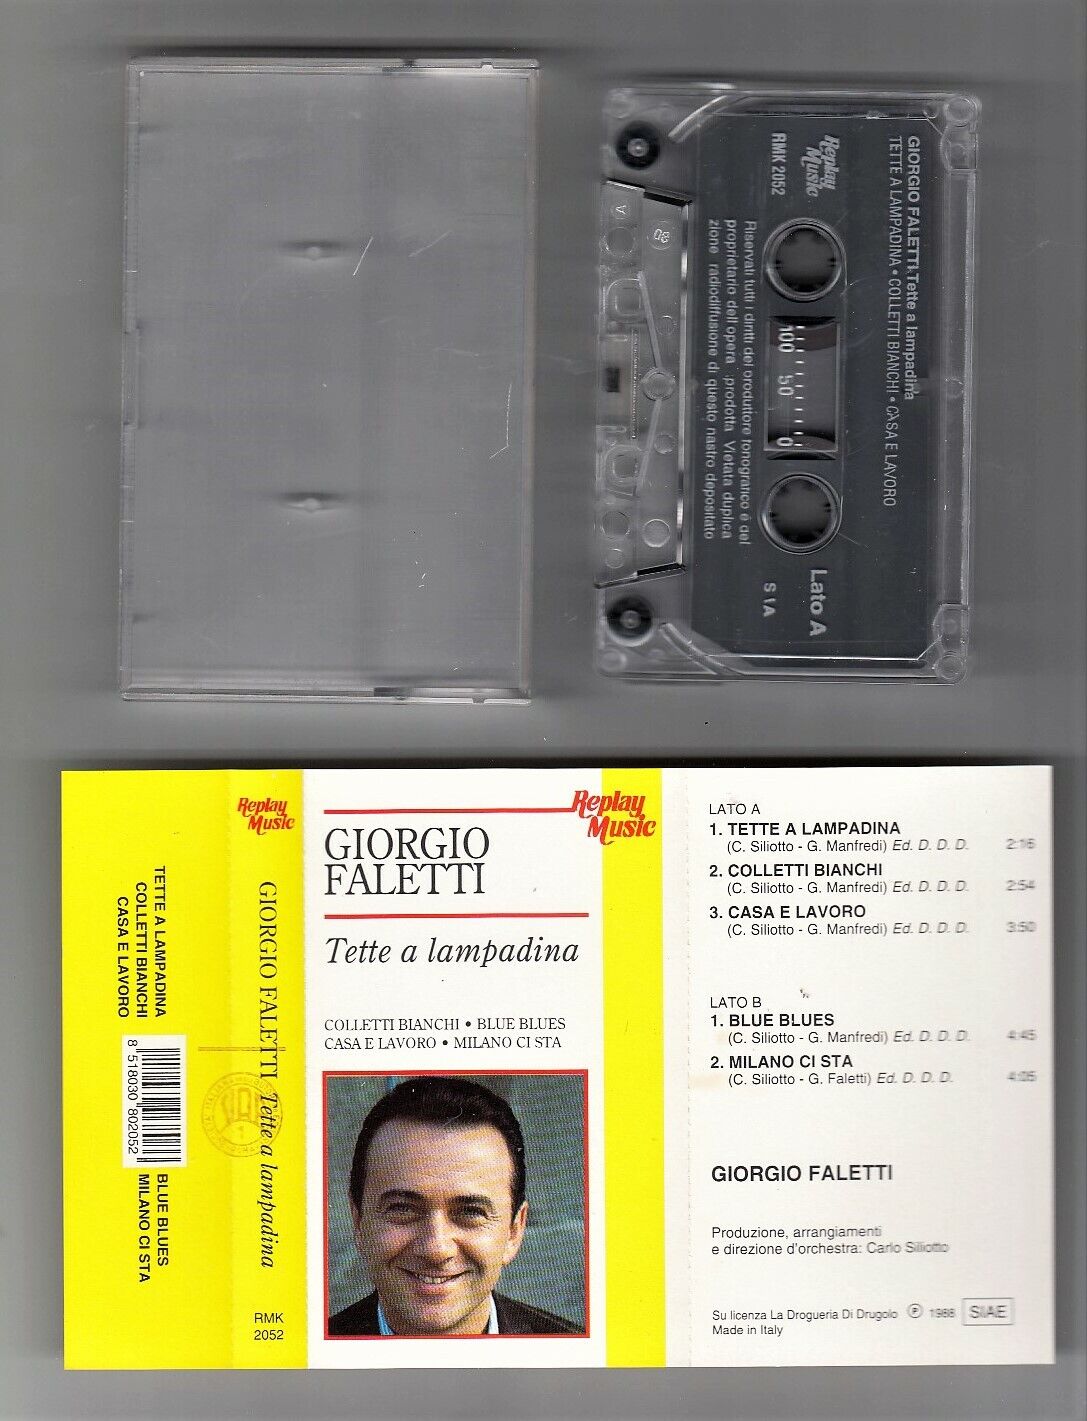 GIORGIO FALETTI Tette a lampadina
TETTE A LAMPADINA • COLLETTI BIANCHI • CASA E LAVORO
Replay
Music
RMK 2052
100 50 0
Lato A
Riservati tutti i diritti del produttore fonografico e del
proprietario dell opera prodotta Vietata duplica
zione radiodiffusione di questo nastro depositato
A
TETTE A LAMPADINA
COLLETTI BIANCHI
CASA E LAVORO
8 518030 802052
BLUE BLUES
MILANO CI STA
Replay
Music
GIORGIO FALETTI Tette a lampadina
RMK
2052
Replay
Music
GIORGIO
FALETTI
Tette a lampadina
COLLETTI BIANCHI • BLUE BLUES
CASA E LAVORO • MILANO CI STA
LATO A
1. TETTE A LAMPADINA
(C. Siliotto - G. Manfredi) Ed. D. D. D. 2:16
2. COLLETTI BIANCHI
(C. Siliotto - G. Manfredi) Ed. D. D. D. 2:54
3. CASA E LAVORO
(C. Siliotto - G. Manfredi) Ed. D. D. D. 3:50
LATO B
1. BLUE BLUES
(C. Siliotto - G. Manfredi) Ed. D. D. D. 4:45
2. MILANO CI STA
(C. Siliotto - G. Faletti) Ed. D. D. D. 4:05
GIORGIO FALETTI
Produzione, arrangiamenti
e direzione d'orchestra: Carlo Siliotto
Su licenza La Drogueria Di Drugolo ℗ 1988 SIAE
Made in Italy